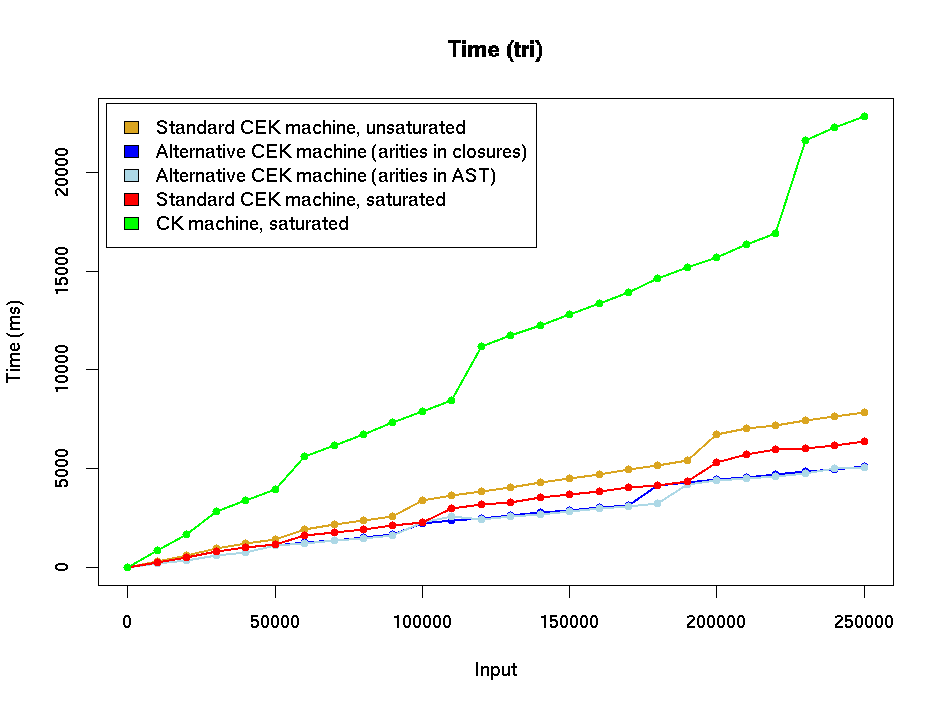 Time (tri)
Standard CEK machine, unsaturated
Alternative CEK machine (arities in closures)
Alternative CEK machine (arities in AST)
Standard CEK machine, saturated
CK machine, saturated
Time (ms)
20000
15000
10000
5000
0
0 50000 100000 150000 200000 250000
Input